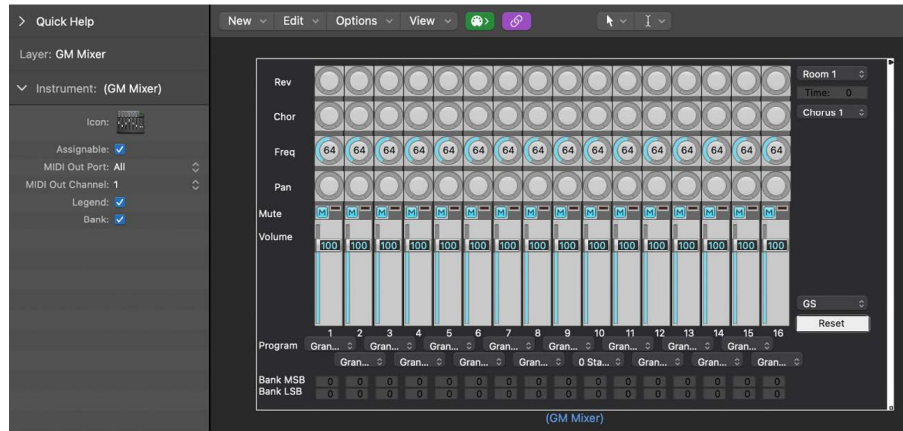 Quick Help
Layer: GM Mixer
Instrument: (GM Mixer)
Icon:
Assignable:
MIDI Out Port: All
MIDI Out Channel: 1
Legend:
Bank:
New Edit Options View
Rev Room 1
Time: 0
Chor Chorus 1
Freq 64 64 64 64 64 64 64 64 64 64 64 64 64 64 64 64
Pan
Mute M M M M M M M M M M M M M M M M
Volume 100 100 100 100 100 100 100 100 100 100 100 100 100 100 100 100
GS
Reset
1 2 3 4 5 6 7 8 9 10 11 12 13 14 15 16
Program Gran... Gran... Gran... Gran... Gran... Gran... Gran... Gran...
Gran... Gran... Gran... Gran... 0 Sta... Gran... Gran... Gran...
Bank MSB 0 0 0 0 0 0 0 0 0 0 0 0 0 0 0 0
Bank LSB 0 0 0 0 0 0 0 0 0 0 0 0 0 0 0 0
(GM Mixer)